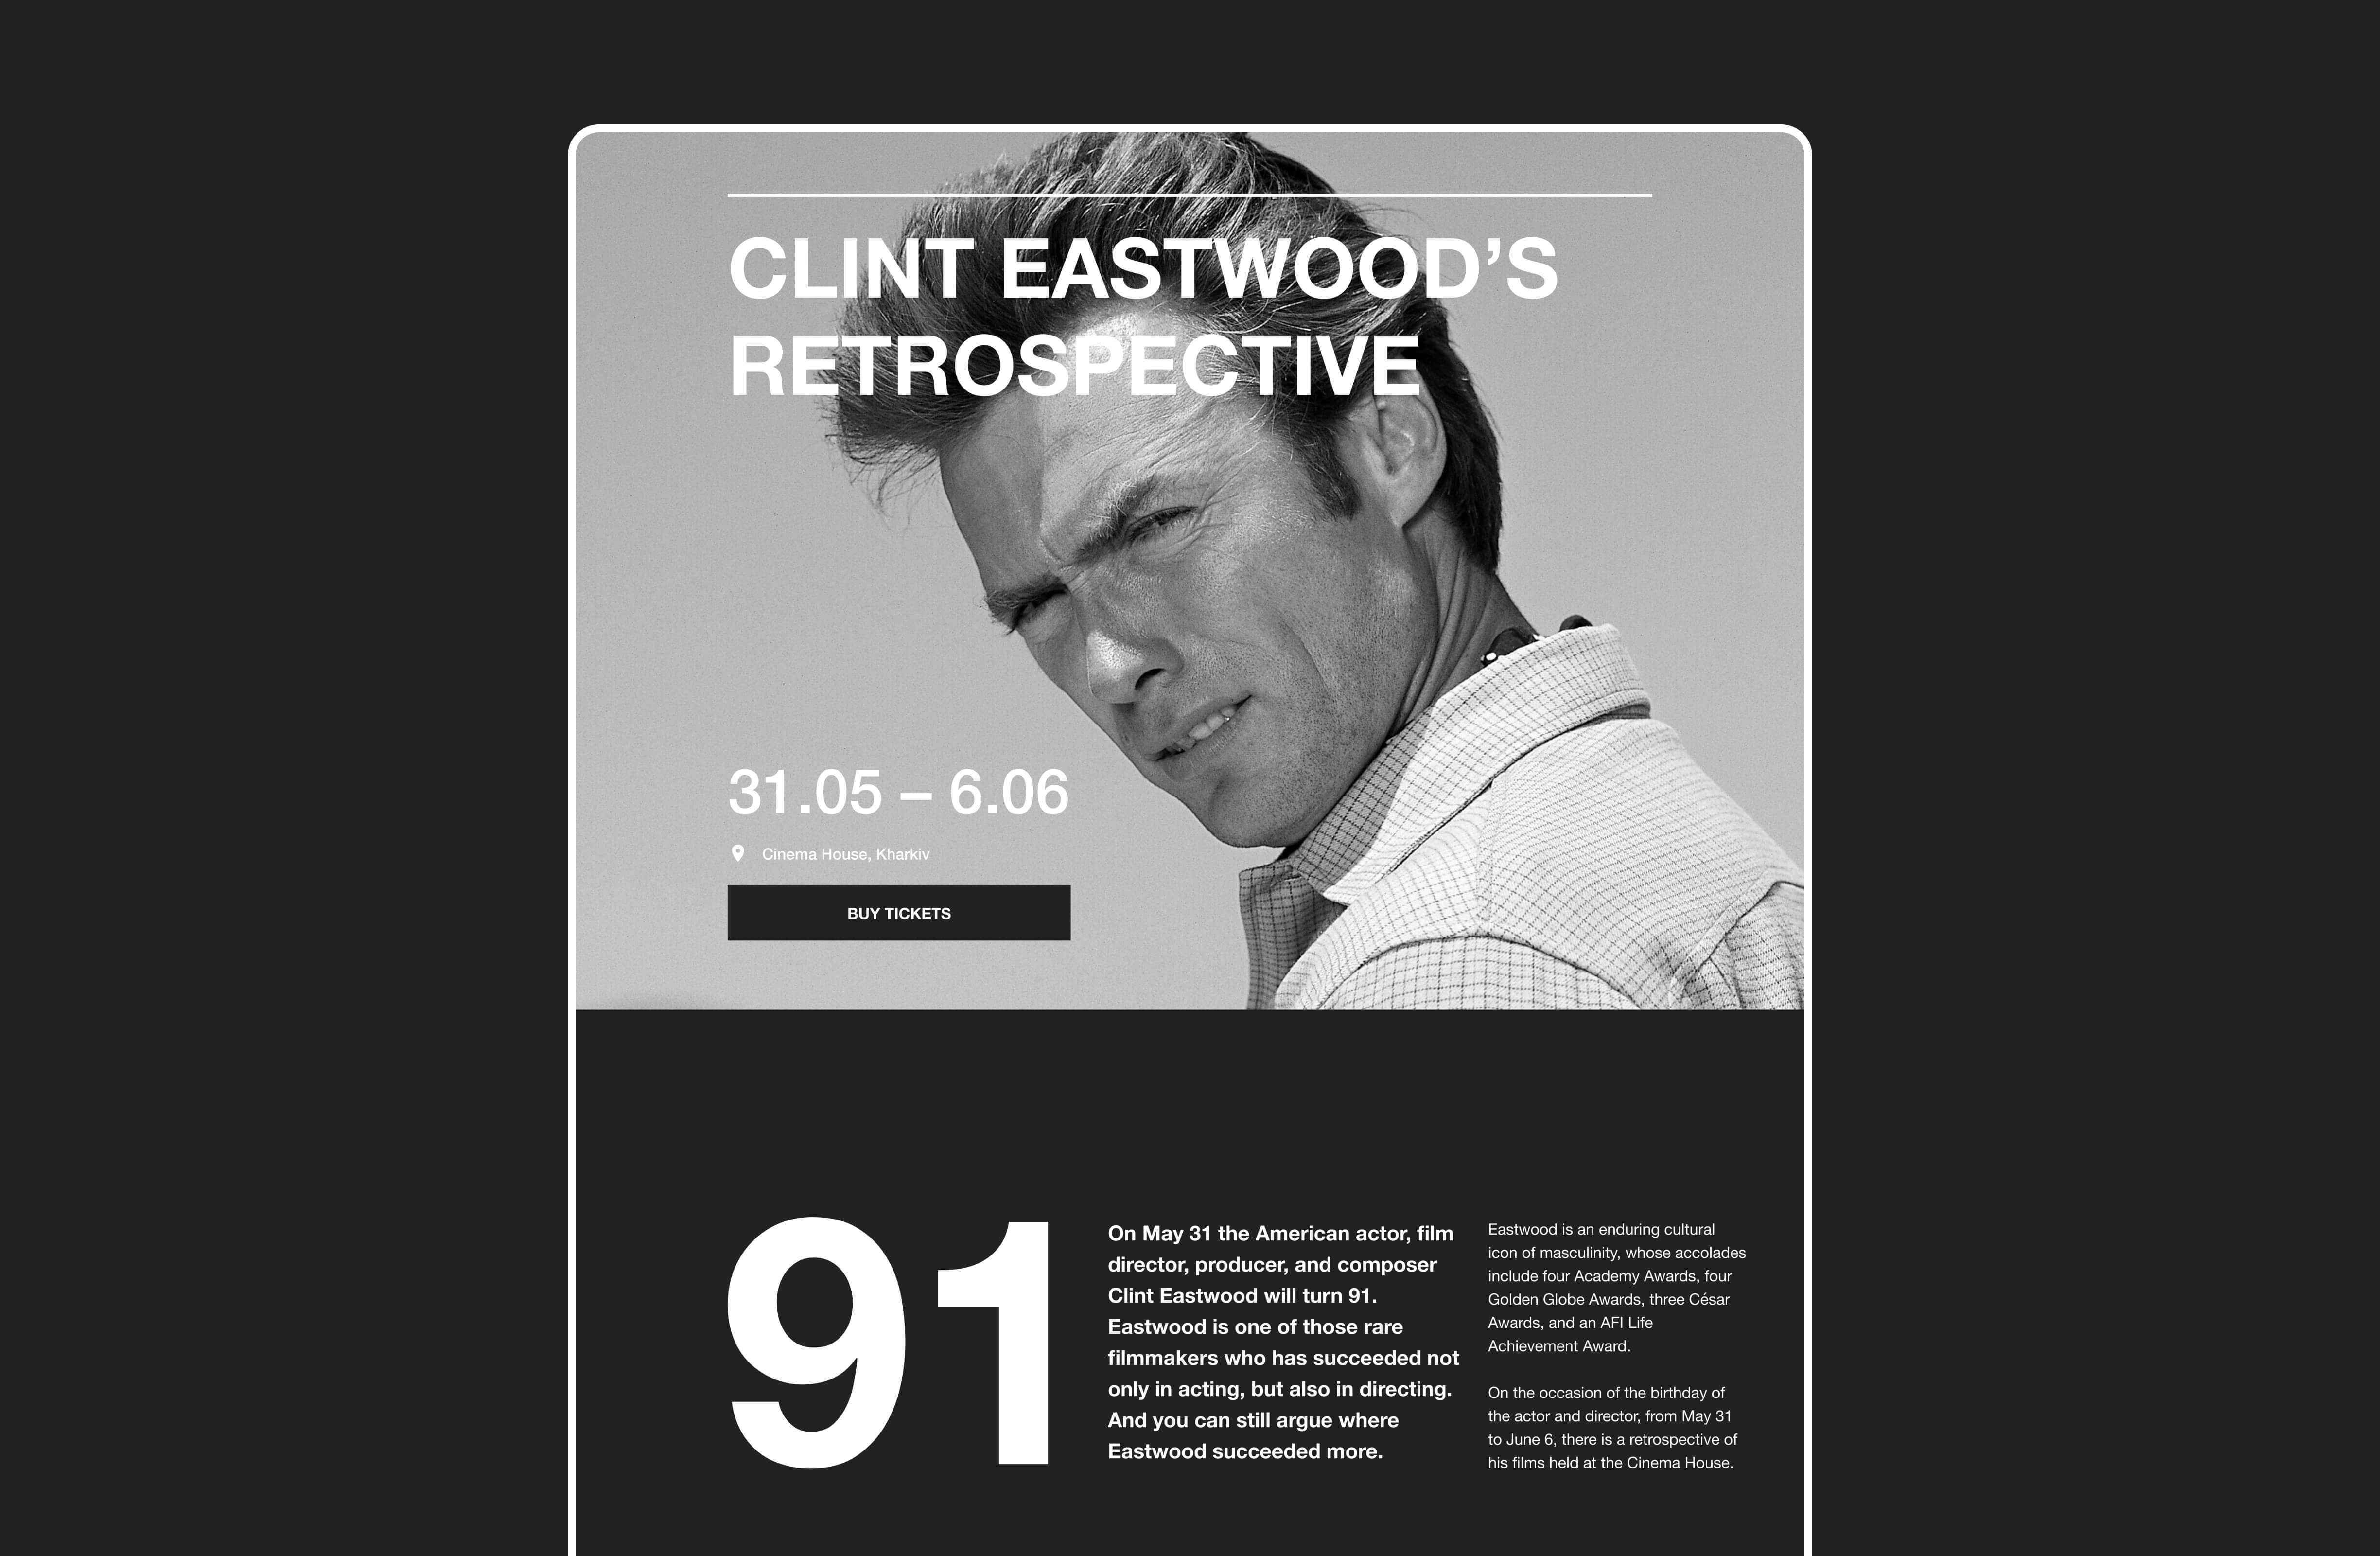 CLINT EASTWOOD’S
RETROSPECTIVE
31.05 – 6.06
Cinema House, Kharkiv
BUY TICKETS
91
On May 31 the American actor, film
director, producer, and composer
Clint Eastwood will turn 91.
Eastwood is one of those rare
filmmakers who has succeeded not
only in acting, but also in directing.
And you can still argue where
Eastwood succeeded more.
Eastwood is an enduring cultural
icon of masculinity, whose accolades
include four Academy Awards, four
Golden Globe Awards, three César
Awards, and an AFI Life
Achievement Award.
On the occasion of the birthday of
the actor and director, from May 31
to June 6, there is a retrospective of
his films held at the Cinema House.